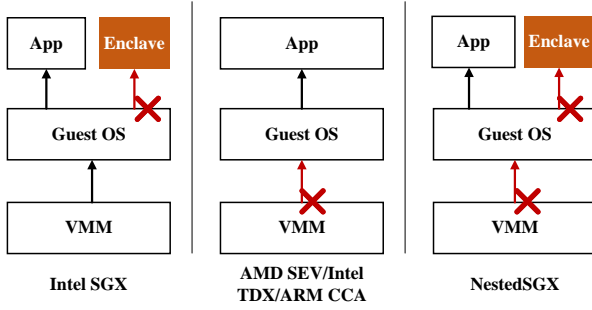 App
Enclave
Guest OS
VMM
Intel SGX
App
Guest OS
VMM
AMD SEV/Intel
TDX/ARM CCA
App
Enclave
Guest OS
VMM
NestedSGX